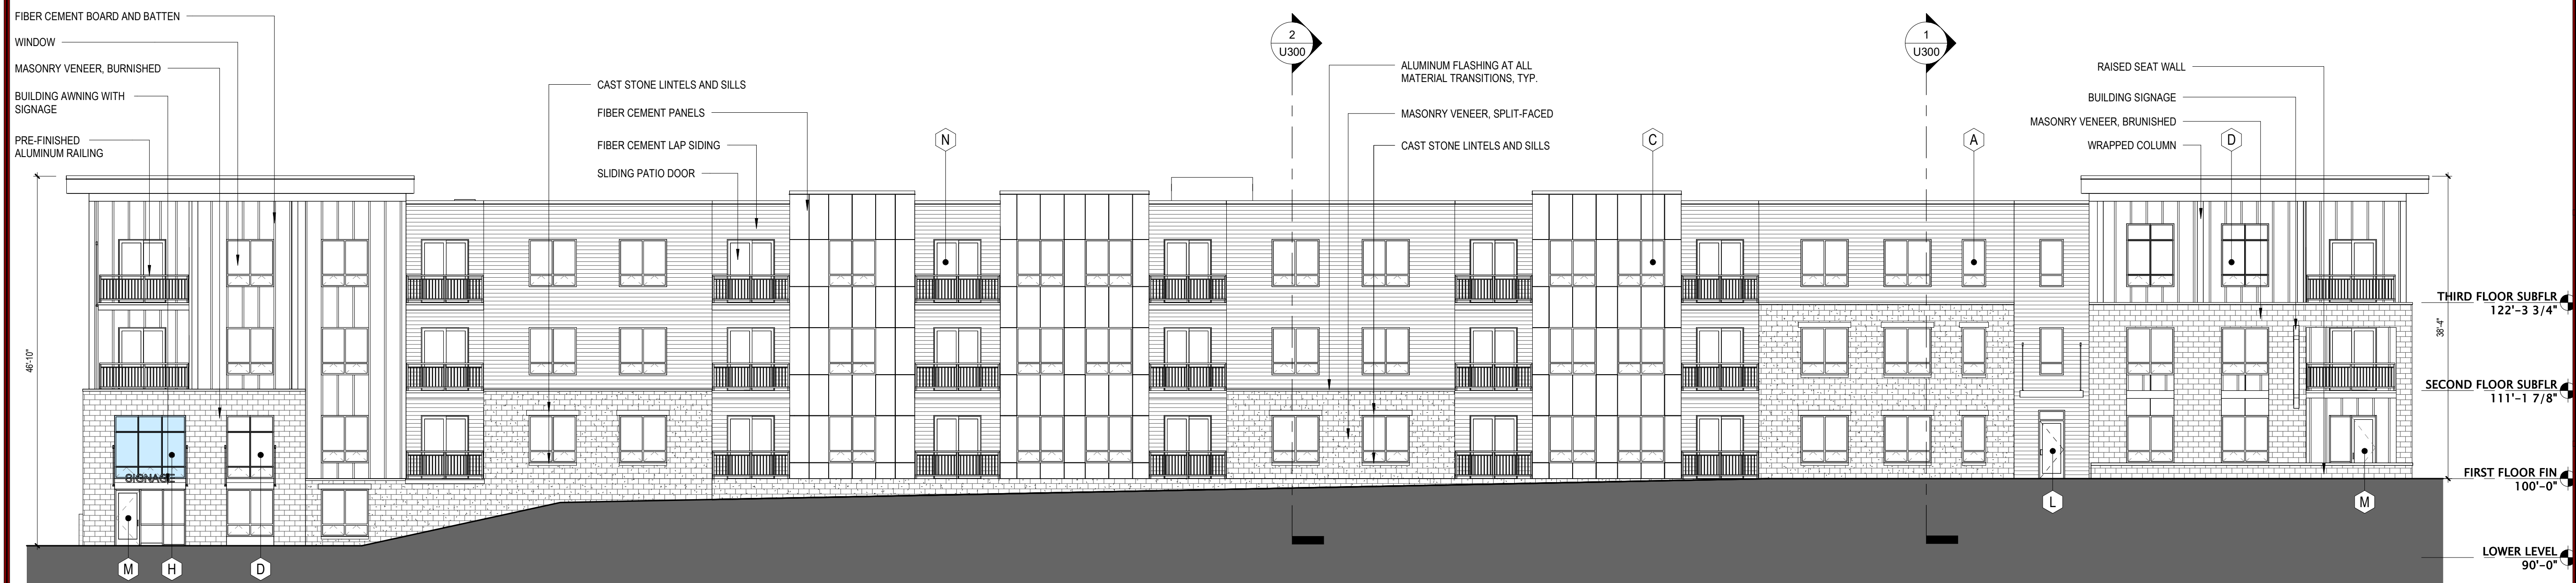 FIBER CEMENT BOARD AND BATTEN
WINDOW
MASONRY VENEER, BURNISHED
BUILDING AWNING WITH
SIGNAGE
PRE-FINISHED
ALUMINUM RAILING
CAST STONE LINTELS AND SILLS
FIBER CEMENT PANELS
FIBER CEMENT LAP SIDING
SLIDING PATIO DOOR
N
2
U300
ALUMINUM FLASHING AT ALL
MATERIAL TRANSITIONS, TYP.
MASONRY VENEER, SPLIT-FACED
CAST STONE LINTELS AND SILLS
C
1
U300
A
RAISED SEAT WALL
BUILDING SIGNAGE
MASONRY VENEER, BRUNISHED
WRAPPED COLUMN
D
46'-10"
38'-4"
THIRD FLOOR SUBFLR
122'-3 3/4"
SECOND FLOOR SUBFLR
111'-1 7/8"
FIRST FLOOR FIN
100'-0"
LOWER LEVEL
90'-0"
SIGNAGE
M
H
D
L
M